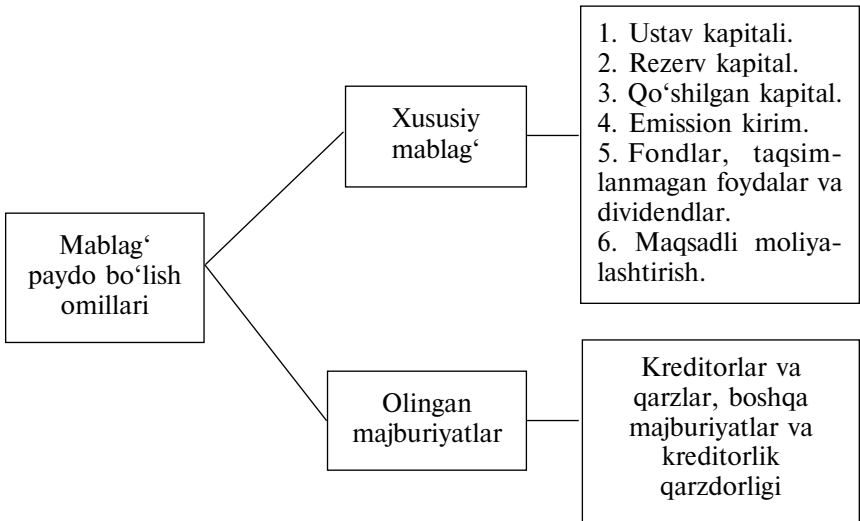 Mablag‘
paydo bo‘lish
omillari
Xususiy
mablag‘
1. Ustav kapitali.
2. Rezerv kapital.
3. Qo‘shilgan kapital.
4. Emission kirim.
5. Fondlar, taqsim-
lanmagan foydalar va
dividendlar.
6. Maqsadli moliya-
lashtirish.
Olingan
majburiyatlar
Kreditorlar va
qarzlar, boshqa
majburiyatlar va
kreditorlik
qarzdorligi